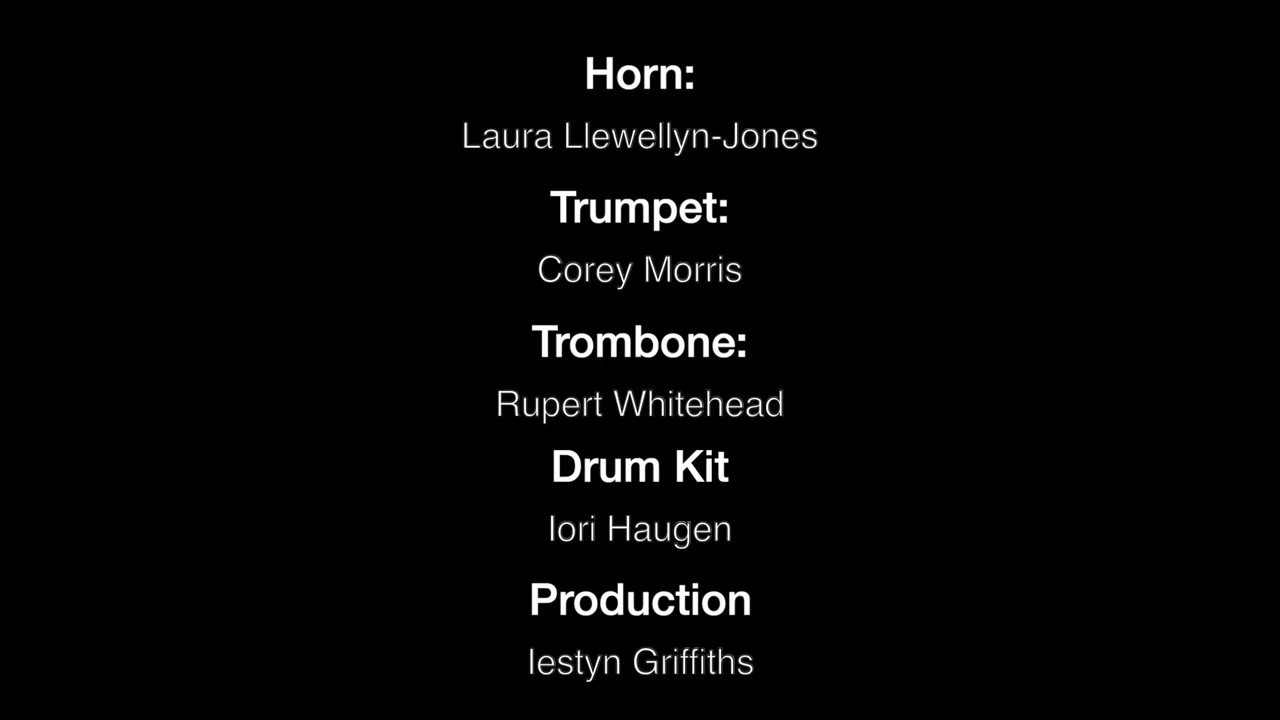 Horn:
Laura Llewellyn-Jones
Trumpet:
Corey Morris
Trombone:
Rupert Whitehead
Drum Kit
Iori Haugen
Production
Iestyn Griffiths